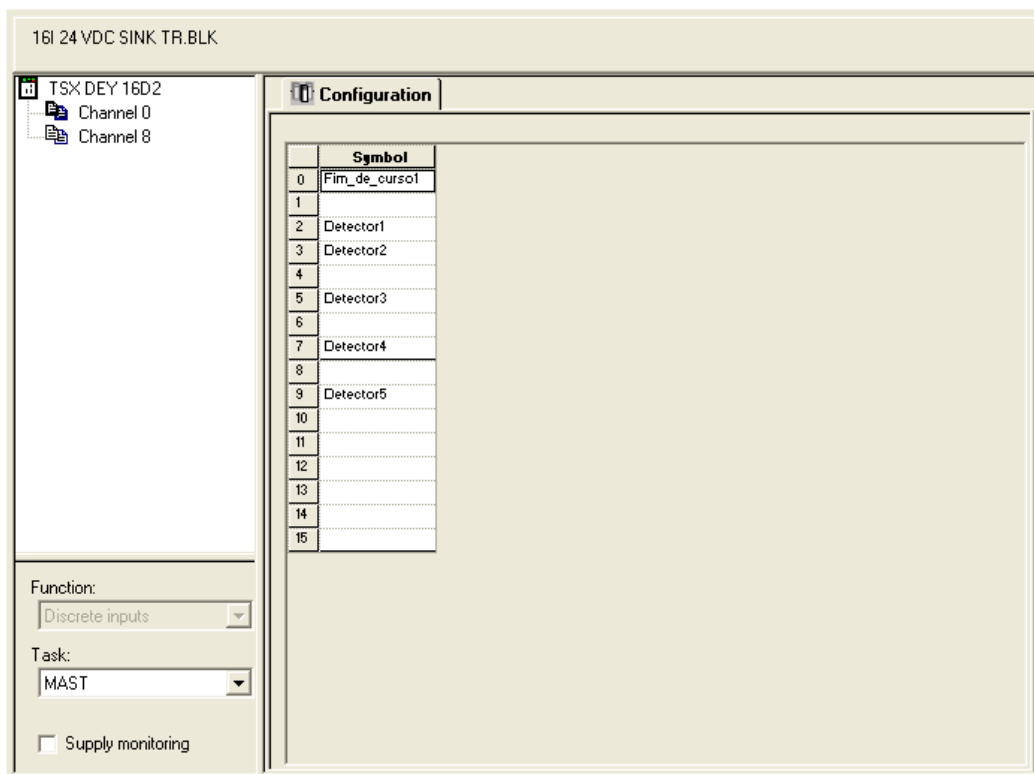 16I 24 VDC SINK TR.BLK
TSX DEY 16D2
Channel 0
Channel 8
Function:
Discrete inputs
Task:
MAST
Supply monitoring
Configuration
Symbol
0 Fim_de_curso1
1
2 Detector1
3 Detector2
4
5 Detector3
6
7 Detector4
8
9 Detector5
10
11
12
13
14
15